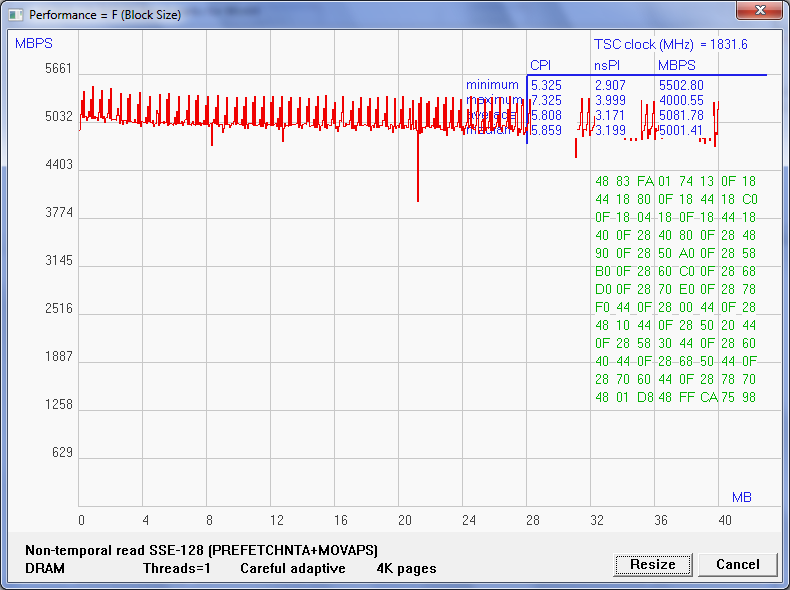 Performance = F (Block Size)
MBPS
TSC clock (MHz) = 1831.6
CPI nsPI MBPS
minimum 5.325 2.907 5502.80
maximum 7.325 3.999 4000.55
average 5.808 3.171 5081.78
median 5.859 3.199 5001.41
5661
5032
4403
3774
3145
2516
1887
1258
629
48 83 FA 01 74 13 0F 18
44 18 80 0F 18 44 18 C0
0F 18 04 18 0F 18 44 18
40 0F 28 40 80 0F 28 48
90 0F 28 50 A0 0F 28 58
B0 0F 28 60 C0 0F 28 68
D0 0F 28 70 E0 0F 28 78
F0 44 0F 28 00 44 0F 28
48 10 44 0F 28 50 20 44
0F 28 58 30 44 0F 28 60
40 44 0F 28 68 50 44 0F
28 70 60 44 0F 28 78 70
48 01 D8 48 FF CA 75 98
MB
0 4 8 12 16 20 24 28 32 36 40
Non-temporal read SSE-128 (PREFETCHNTA+MOVAPS)
DRAM Threads=1 Careful adaptive 4K pages
Resize Cancel